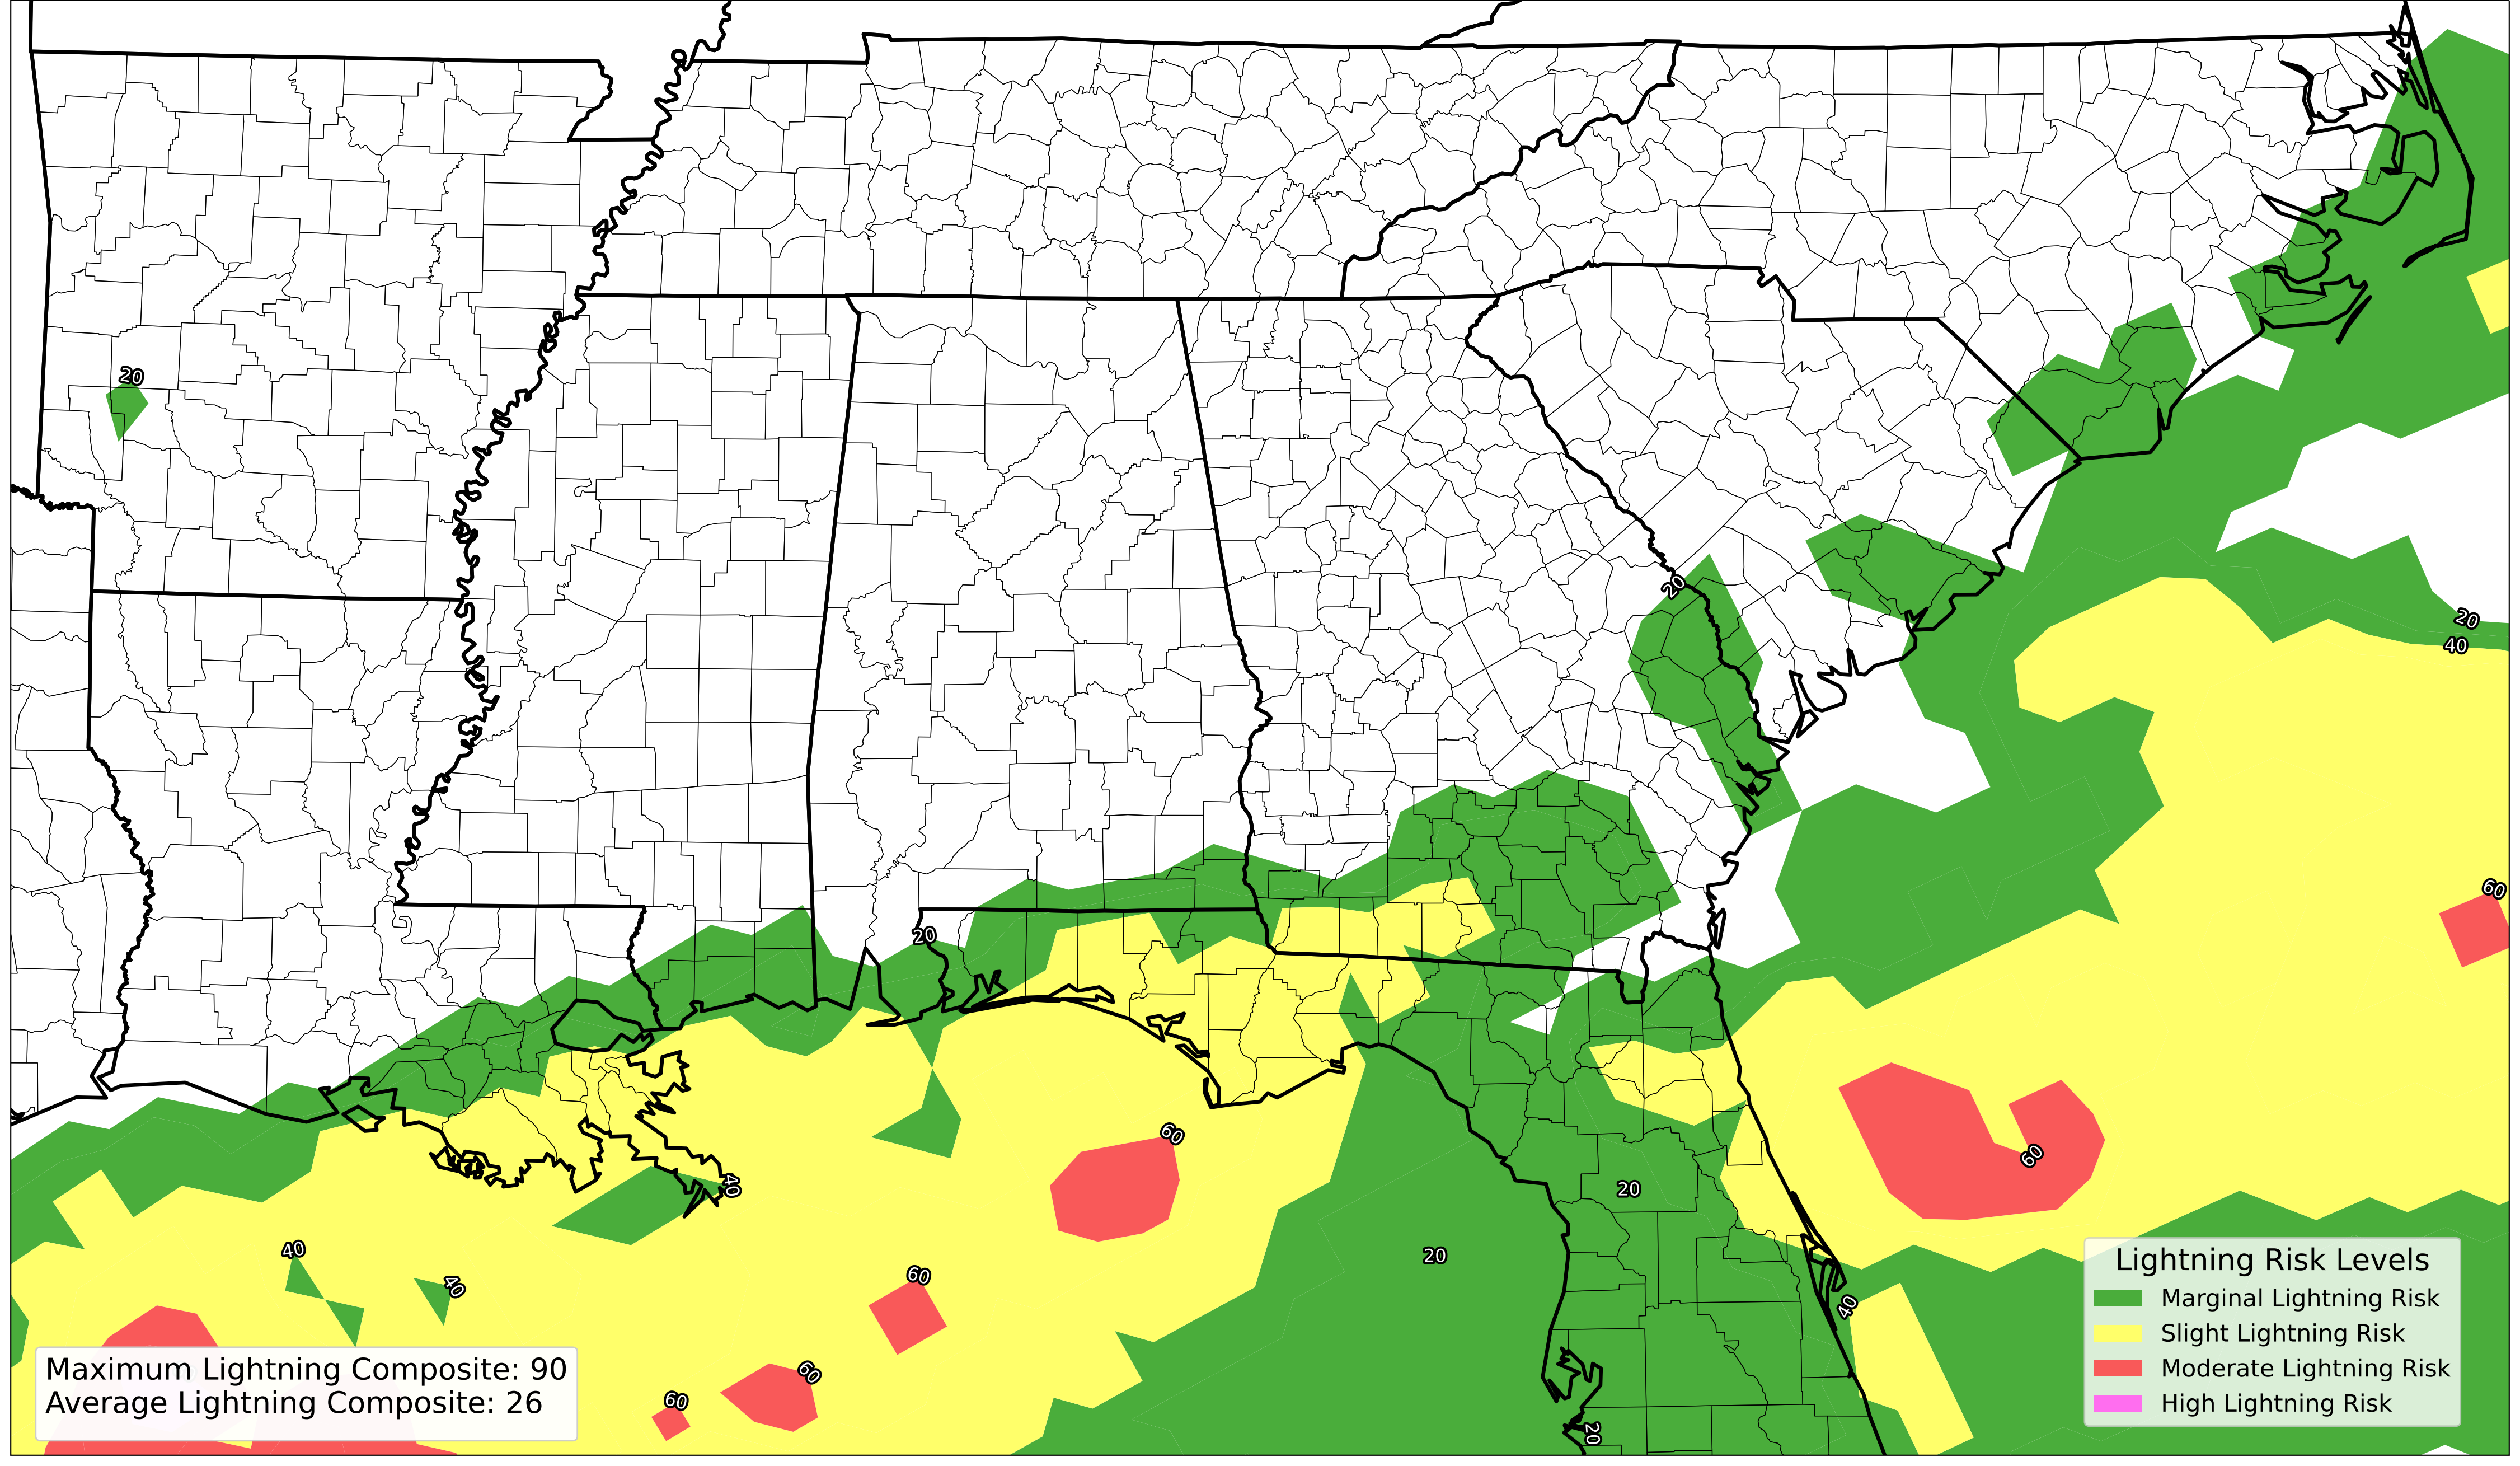 20
20
20
40
60
20
60
60
40
20
40
20
40
60
40
60
60
20
Maximum Lightning Composite: 90
Average Lightning Composite: 26
Lightning Risk Levels
Marginal Lightning Risk
Slight Lightning Risk
Moderate Lightning Risk
High Lightning Risk